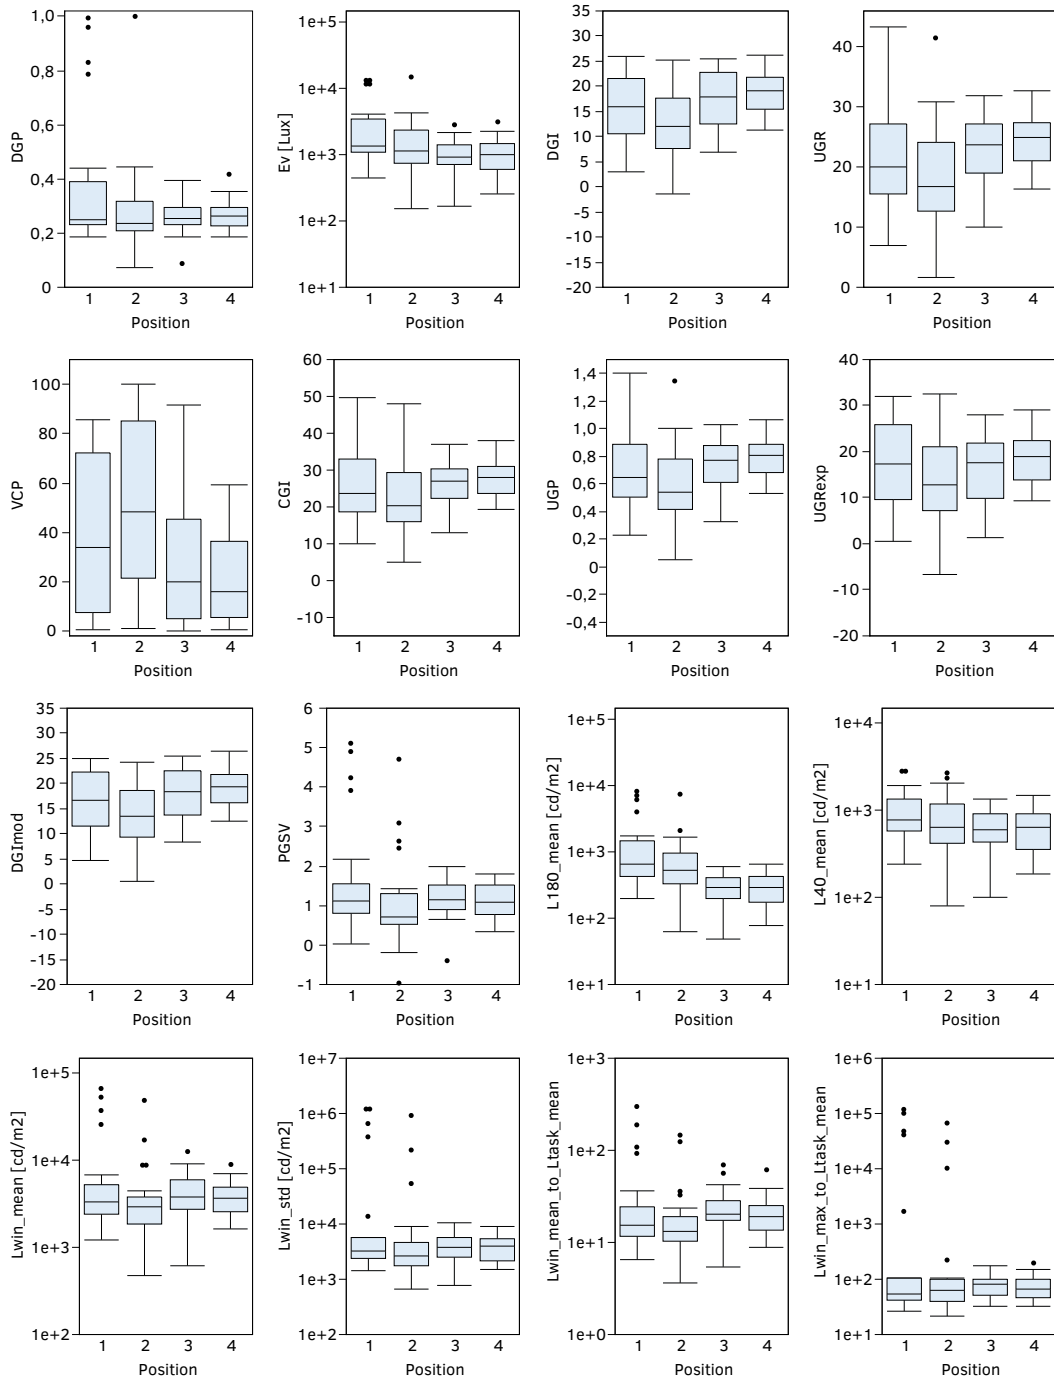 1,0
0,8
0,6
0,4
0,2
0
DGP
1 2 3 4
Position
1e+5
1e+4
1e+3
1e+2
1e+1
Ev [Lux]
1 2 3 4
Position
35
30
25
20
15
10
5
0
-5
-10
-15
-20
DGI
1 2 3 4
Position
40
30
20
10
0
UGR
1 2 3 4
Position
100
80
60
40
20
0
VCP
1 2 3 4
Position
60
50
40
30
20
10
0
-10
CGI
1 2 3 4
Position
1,4
1,2
1,0
0,8
0,6
0,4
0,2
0
-0,2
-0,4
UGP
1 2 3 4
Position
40
30
20
10
0
-10
-20
UGRexp
1 2 3 4
Position
35
30
25
20
15
10
5
0
-5
-10
-15
-20
DGImod
1 2 3 4
Position
6
5
4
3
2
1
0
-1
PGSV
1 2 3 4
Position
1e+5
1e+4
1e+3
1e+2
1e+1
L180_mean [cd/m2]
1 2 3 4
Position
1e+4
1e+3
1e+2
1e+1
L40_mean [cd/m2]
1 2 3 4
Position
1e+5
1e+4
1e+3
1e+2
Lwin_mean [cd/m2]
1 2 3 4
Position
1e+7
1e+6
1e+5
1e+4
1e+3
1e+2
Lwin_std [cd/m2]
1 2 3 4
Position
1e+3
1e+2
1e+1
1e+0
Lwin_mean_to_Ltask_mean
1 2 3 4
Position
1e+6
1e+5
1e+4
1e+3
1e+2
1e+1
Lwin_max_to_Ltask_mean
1 2 3 4
Position